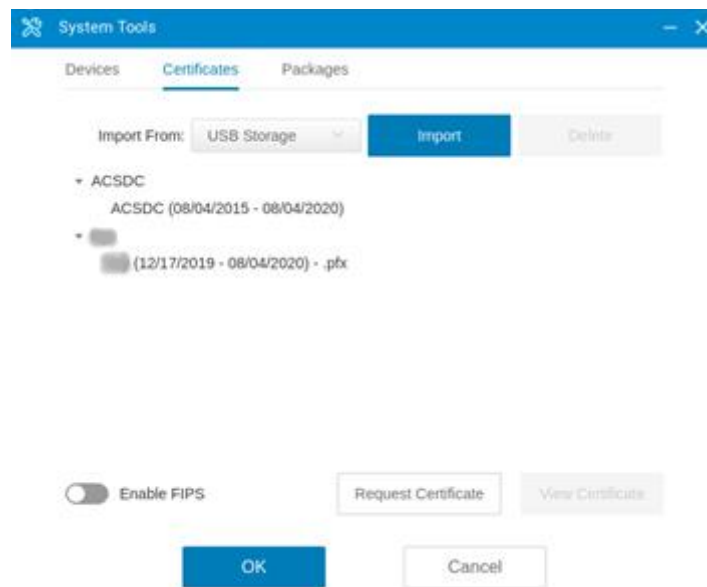 System Tools
Devices Certificates Packages
Import From: USB Storage Import Delete
ACSDC
ACSDC (08/04/2015 - 08/04/2020)
(12/17/2019 - 08/04/2020) - .pfx
Enable FIPS Request Certificate View Certificate
OK Cancel